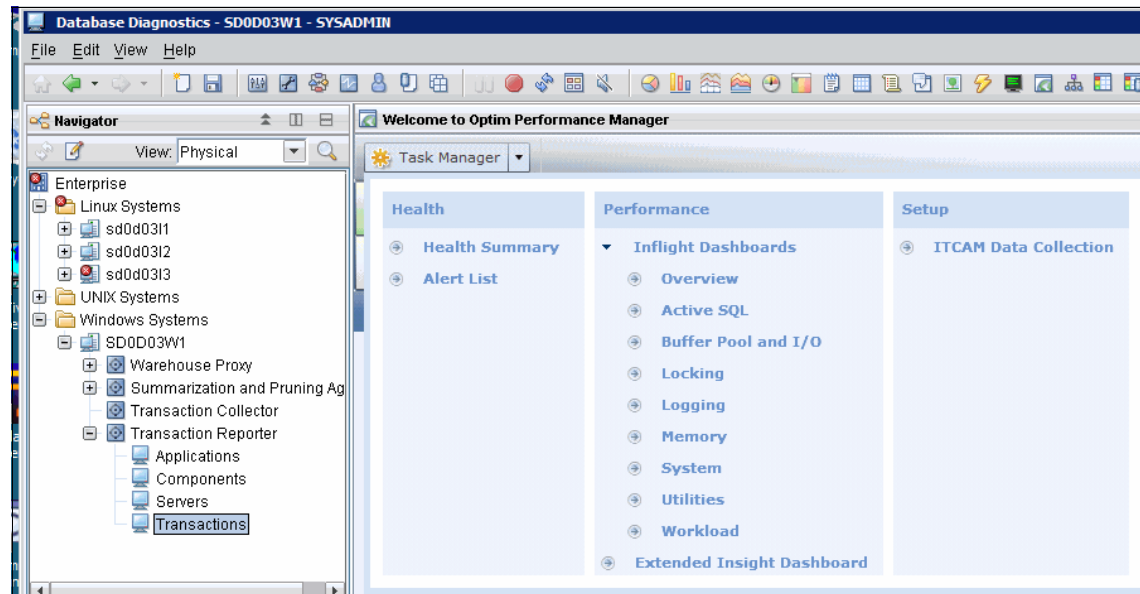 Database Diagnostics - SD0D03W1 - SYSADMIN
File Edit View Help
Navigator
View: Physical
Enterprise
Linux Systems
sd0d03l1
sd0d03l2
sd0d03l3
UNIX Systems
Windows Systems
SD0D03W1
Warehouse Proxy
Summarization and Pruning Ag
Transaction Collector
Transaction Reporter
Applications
Components
Servers
Transactions
Welcome to Optim Performance Manager
Task Manager
Health
Health Summary
Alert List
Performance
Inflight Dashboards
Overview
Active SQL
Buffer Pool and I/O
Locking
Logging
Memory
System
Utilities
Workload
Extended Insight Dashboard
Setup
ITCAM Data Collection